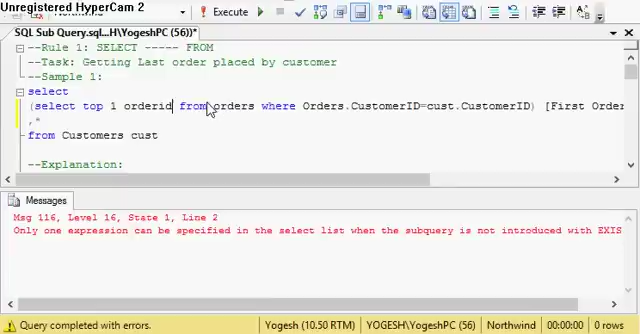 Unregistered HyperCam 2
Northwind
Execute
SQL Sub Query.sql...H\YogeshPC (56))*
--Rule 1: SELECT ----- FROM
--Task: Getting Last order placed by customer
--Sample 1:
select
(select top 1 orderid from orders where Orders.CustomerID=cust.CustomerID) [First Order
,*
from Customers cust
--Explanation:
Messages
Msg 116, Level 16, State 1, Line 2
Only one expression can be specified in the select list when the subquery is not introduced with EXIS
Query completed with errors.
Yogesh (10.50 RTM)
YOGESH\YogeshPC (56)
Northwind
00:00:00
0 rows